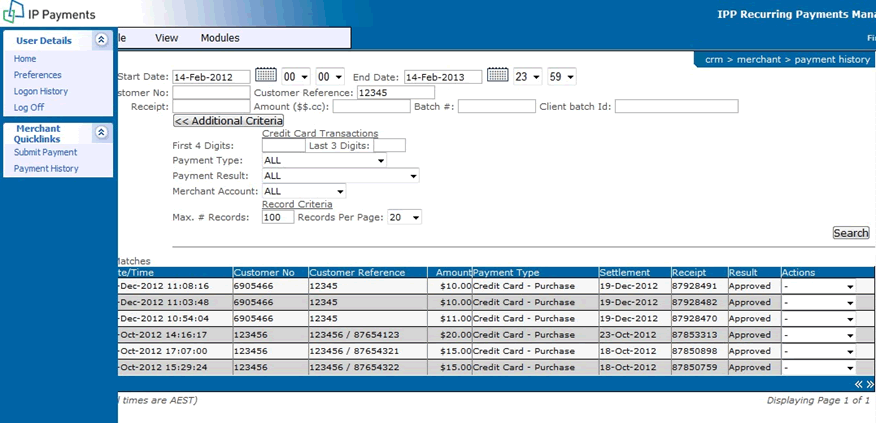 IP Payments
IPP Recurring Payments Mana
User Details
le View Modules
Fi
crm > merchant > payment history
Home
Preferences
Logon History
Log Off
Merchant
Quicklinks
Submit Payment
Payment History
Start Date: 14-Feb-2012 00 00 End Date: 14-Feb-2013 23 59
stomer No: Customer Reference: 12345
Receipt: Amount ($$.cc): Batch #: Client batch Id:
<< Additional Criteria
Credit Card Transactions
First 4 Digits: Last 3 Digits:
Payment Type: ALL
Payment Result: ALL
Merchant Account: ALL
Record Criteria
Max. # Records: 100 Records Per Page: 20
Search
Matches
te/Time Customer No Customer Reference Amount Payment Type Settlement Receipt Result Actions
-Dec-2012 11:08:16 6905466 12345 $10.00 Credit Card - Purchase 19-Dec-2012 87928491 Approved -
-Dec-2012 11:03:48 6905466 12345 $10.00 Credit Card - Purchase 19-Dec-2012 87928482 Approved -
-Dec-2012 10:54:04 6905466 12345 $11.00 Credit Card - Purchase 19-Dec-2012 87928470 Approved -
-Oct-2012 14:16:17 123456 123456 / 87654123 $20.00 Credit Card - Purchase 23-Oct-2012 87853313 Approved -
-Oct-2012 17:07:00 123456 123456 / 87654321 $15.00 Credit Card - Purchase 18-Oct-2012 87850898 Approved -
-Oct-2012 15:29:24 123456 123456 / 87654322 $15.00 Credit Card - Purchase 18-Oct-2012 87850759 Approved -
« »
l times are AEST) Displaying Page 1 of 1